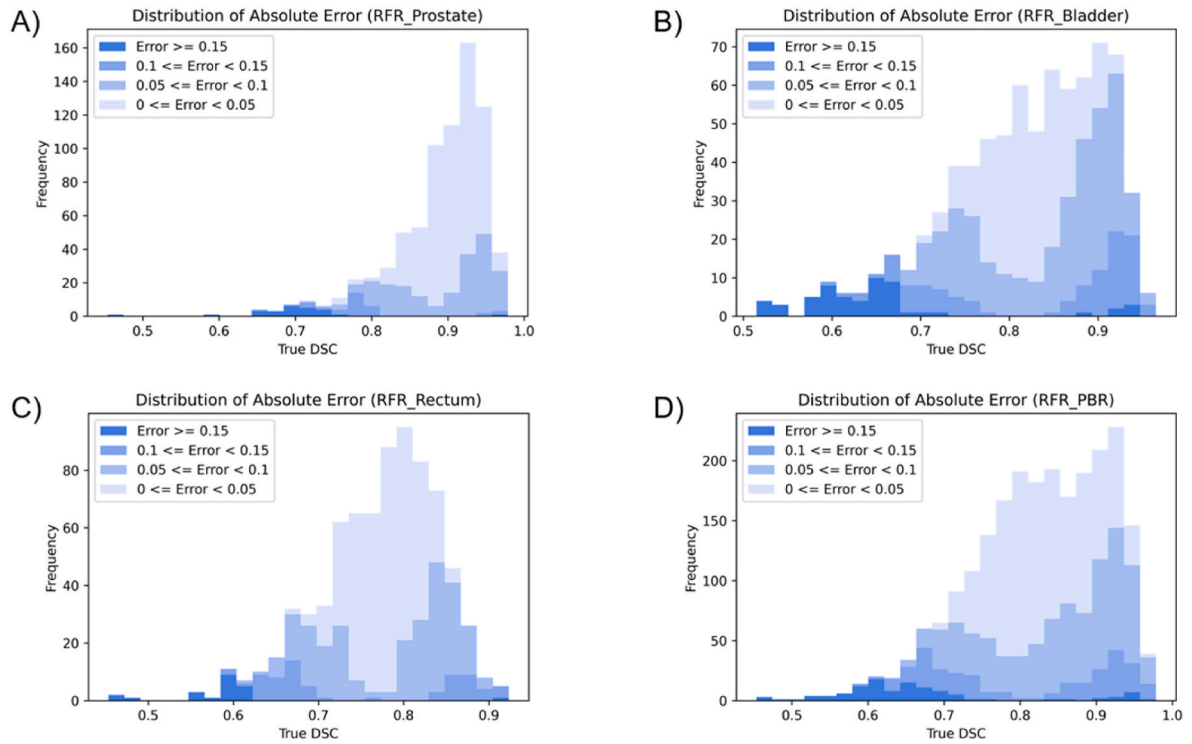 A)
Distribution of Absolute Error (RFR_Prostate)
Error >= 0.15
0.1 <= Error < 0.15
0.05 <= Error < 0.1
0 <= Error < 0.05
Frequency
160
140
120
100
80
60
40
20
0
0.5 0.6 0.7 0.8 0.9 1.0
True DSC
B)
Distribution of Absolute Error (RFR_Bladder)
Error >= 0.15
0.1 <= Error < 0.15
0.05 <= Error < 0.1
0 <= Error < 0.05
Frequency
70
60
50
40
30
20
10
0
0.5 0.6 0.7 0.8 0.9
True DSC
C)
Distribution of Absolute Error (RFR_Rectum)
Error >= 0.15
0.1 <= Error < 0.15
0.05 <= Error < 0.1
0 <= Error < 0.05
Frequency
80
60
40
20
0
0.5 0.6 0.7 0.8 0.9
True DSC
D)
Distribution of Absolute Error (RFR_PBR)
Error >= 0.15
0.1 <= Error < 0.15
0.05 <= Error < 0.1
0 <= Error < 0.05
Frequency
200
150
100
50
0
0.5 0.6 0.7 0.8 0.9 1.0
True DSC